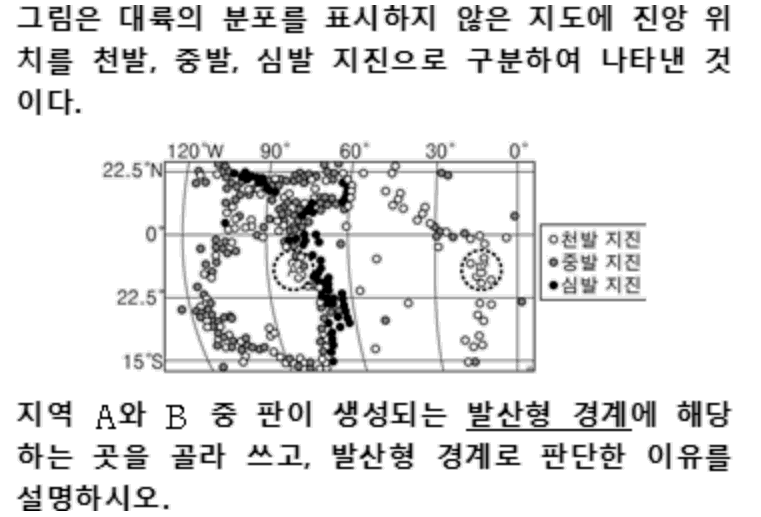 그림은 대륙의 분포를 표시하지 않은 지도에 진앙 위
치를 천발, 중발, 심발 지진으로 구분하여 나타낸 것
이다.
120°W 90° 60° 30° 0°
22.5°N
0°
22.5°
15°S
○천발 지진
●중발 지진
●심발 지진
지역 A와 B 중 판이 생성되는 발산형 경계에 해당
하는 곳을 골라 쓰고, 발산형 경계로 판단한 이유를
설명하시오.